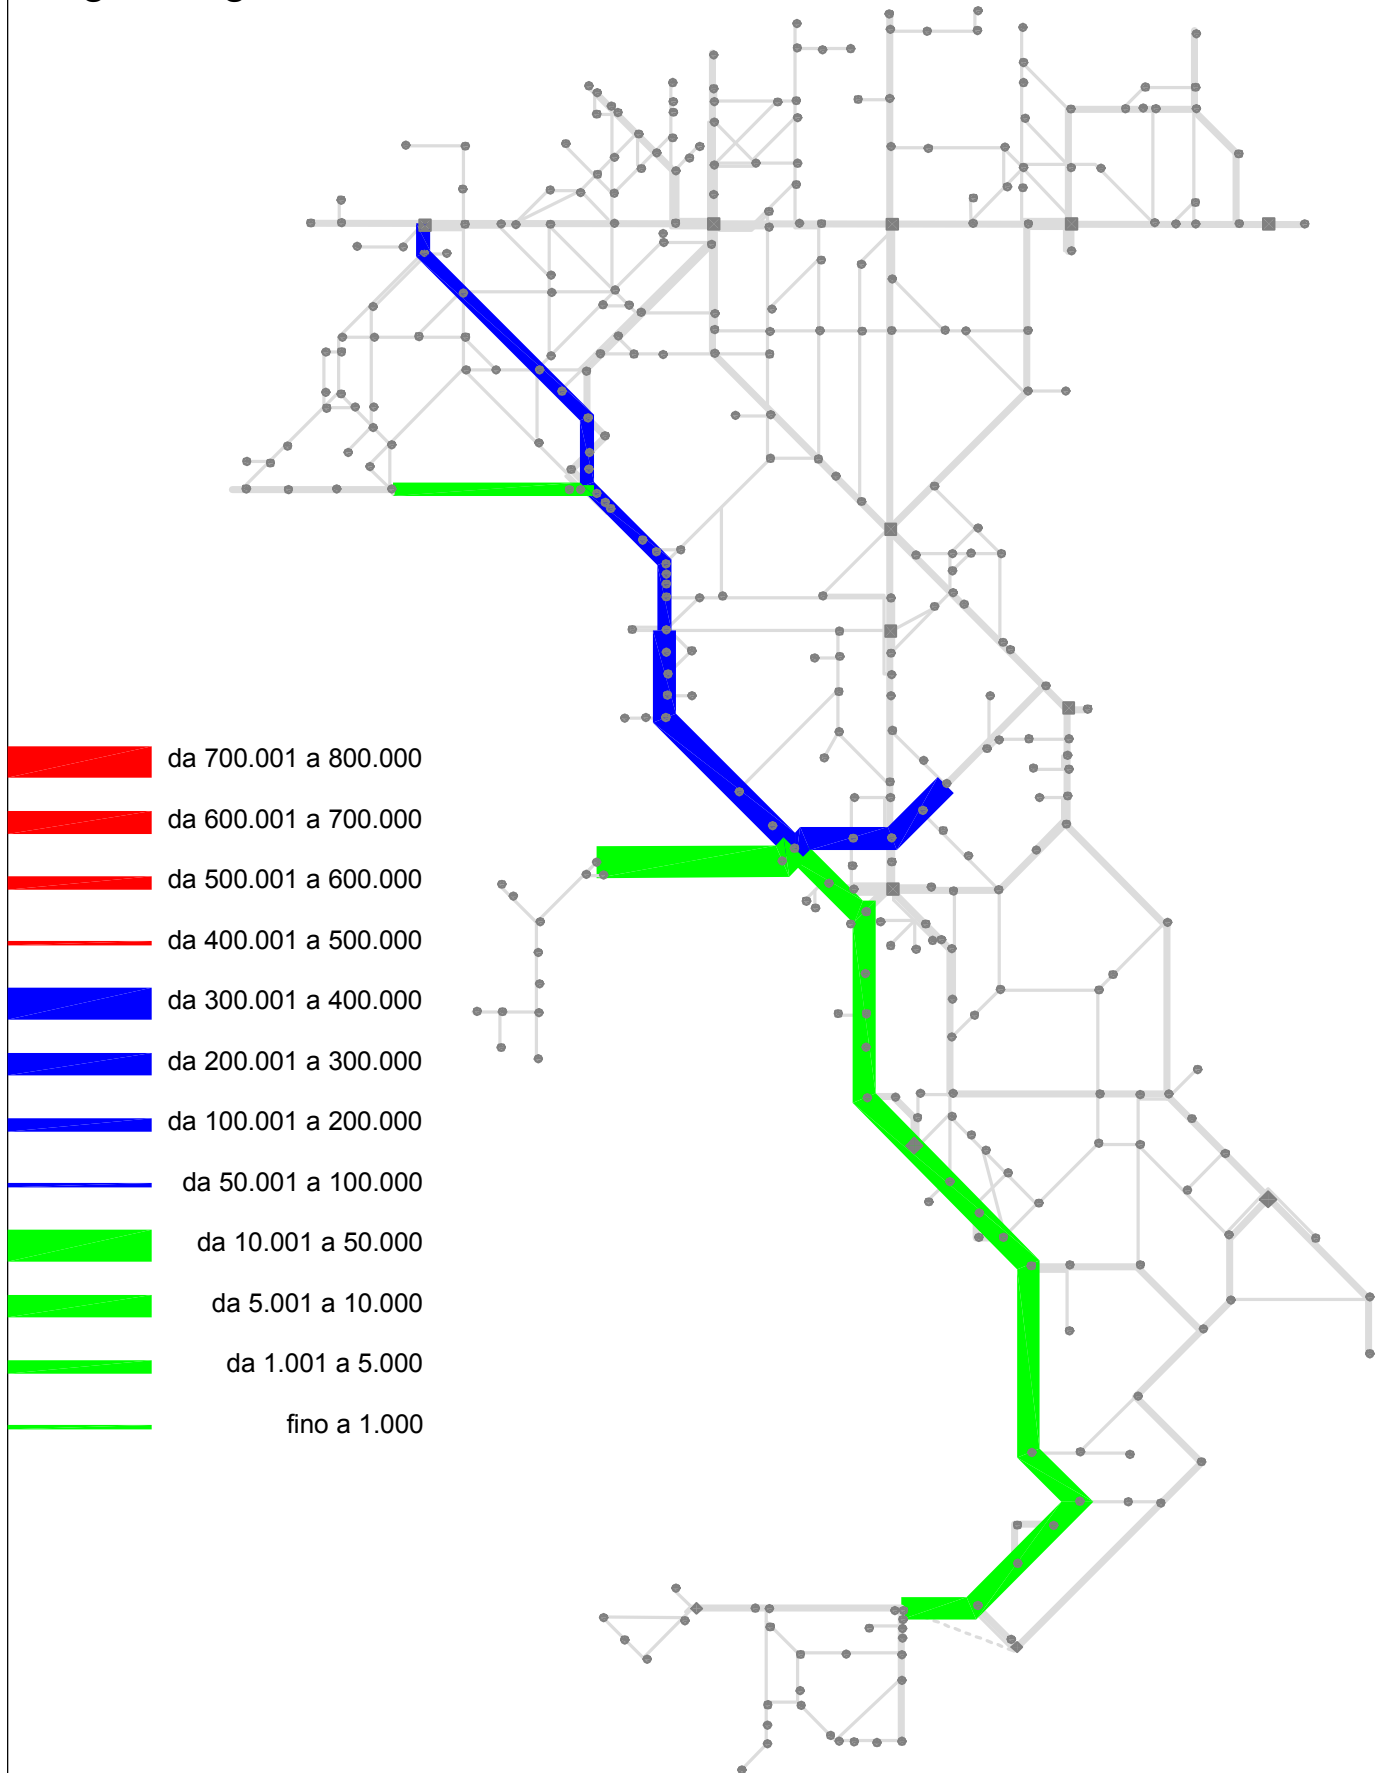 da 700.001 a 800.000
da 600.001 a 700.000
da 500.001 a 600.000
da 400.001 a 500.000
da 300.001 a 400.000
da 200.001 a 300.000
da 100.001 a 200.000
da 50.001 a 100.000
da 10.001 a 50.000
da 5.001 a 10.000
da 1.001 a 5.000
fino a 1.000